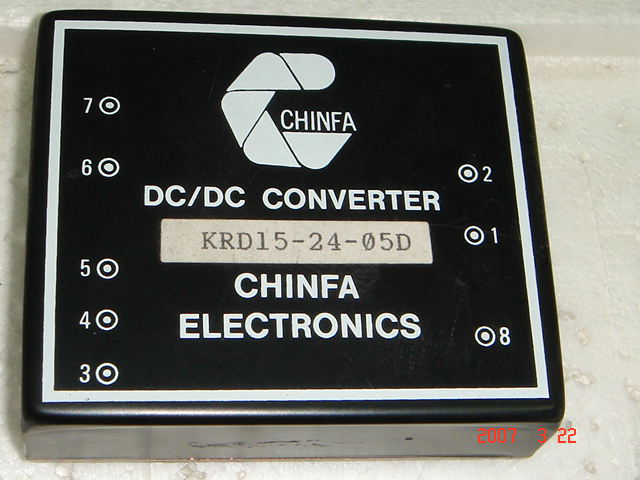 CHINFA
7
6
2
DC/DC CONVERTER
KRD15-24-05D
1
5
CHINFA
4
ELECTRONICS
8
3
2007 3 22